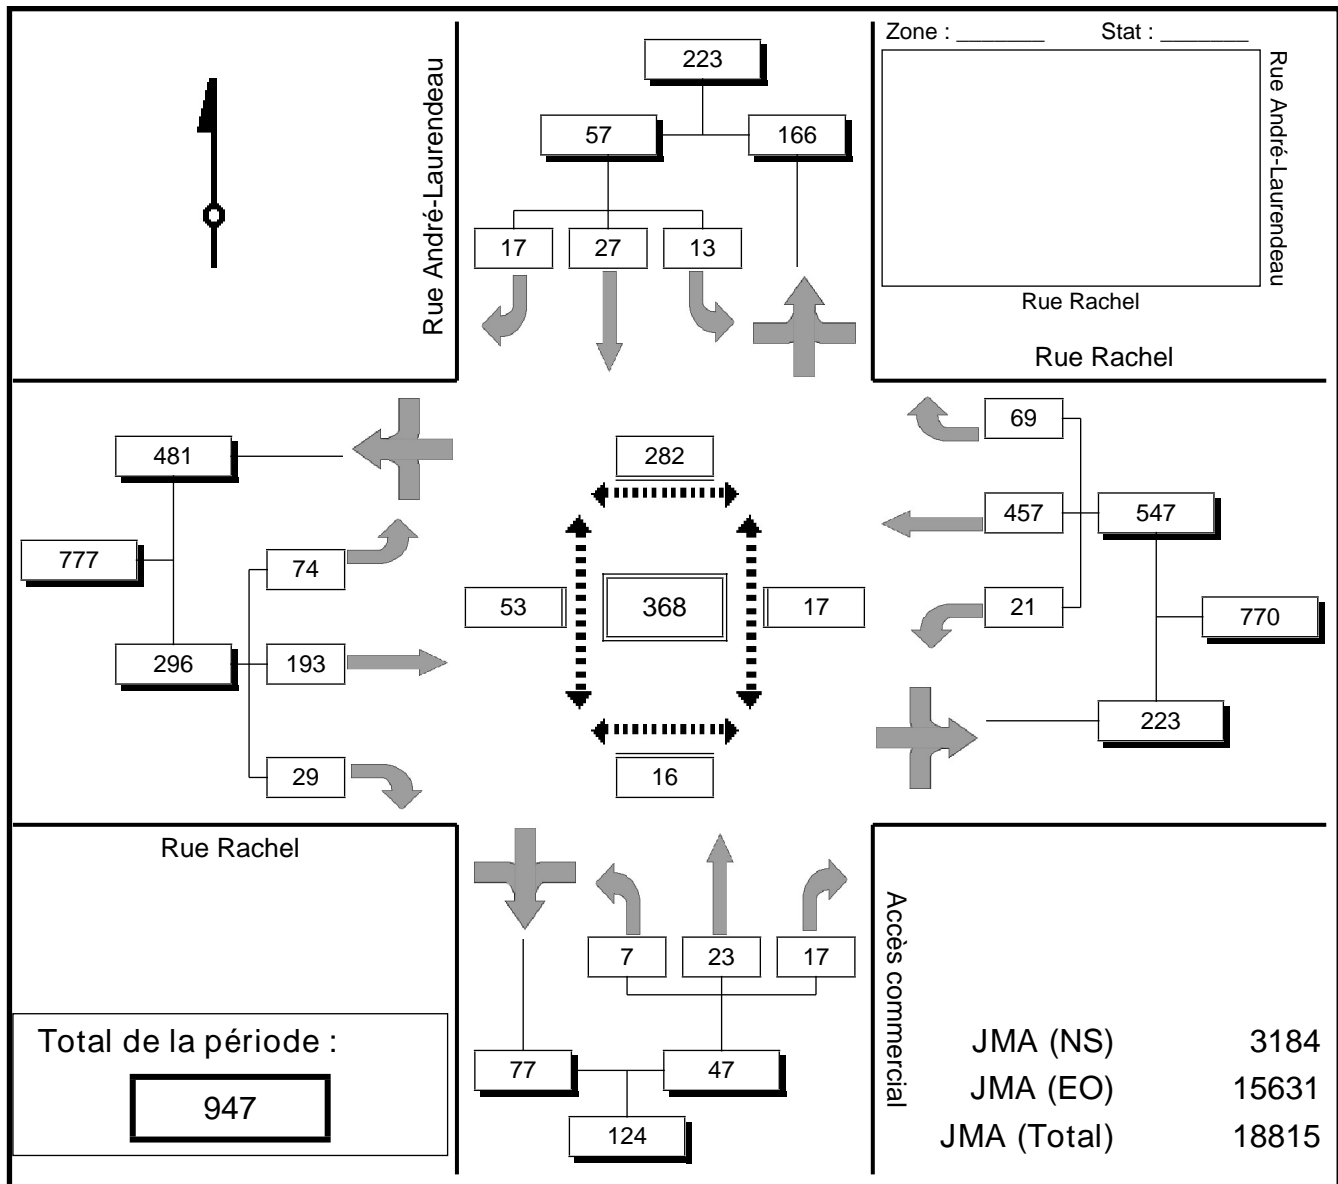 Zone : _______ Stat : _______
Rue André-Laurendeau
Rue Rachel
Rue Rachel
Rue André-Laurendeau
223
57
166
17
27
13
481
777
74
296
193
29
282
53
368
17
16
69
457
547
21
770
223
Rue Rachel
Total de la période :
947
7
23
17
77
47
124
Accès commercial
JMA (NS) 3184
JMA (EO) 15631
JMA (Total) 18815